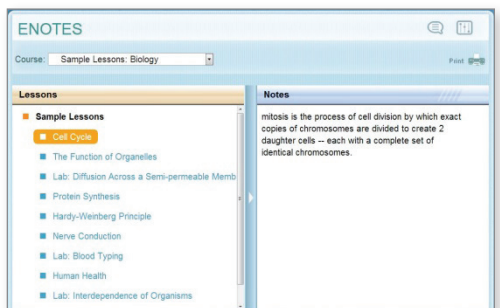 ENOTES
Course: Sample Lessons: Biology
Print
Lessons
Sample Lessons
Cell Cycle
The Function of Organelles
Lab: Diffusion Across a Semi-permeable Memb
Protein Synthesis
Hardy-Weinberg Principle
Nerve Conduction
Lab: Blood Typing
Human Health
Lab: Interdependence of Organisms
Notes
mitosis is the process of cell division by which exact
copies of chromosomes are divided to create 2
daughter cells -- each with a complete set of
identical chromosomes.